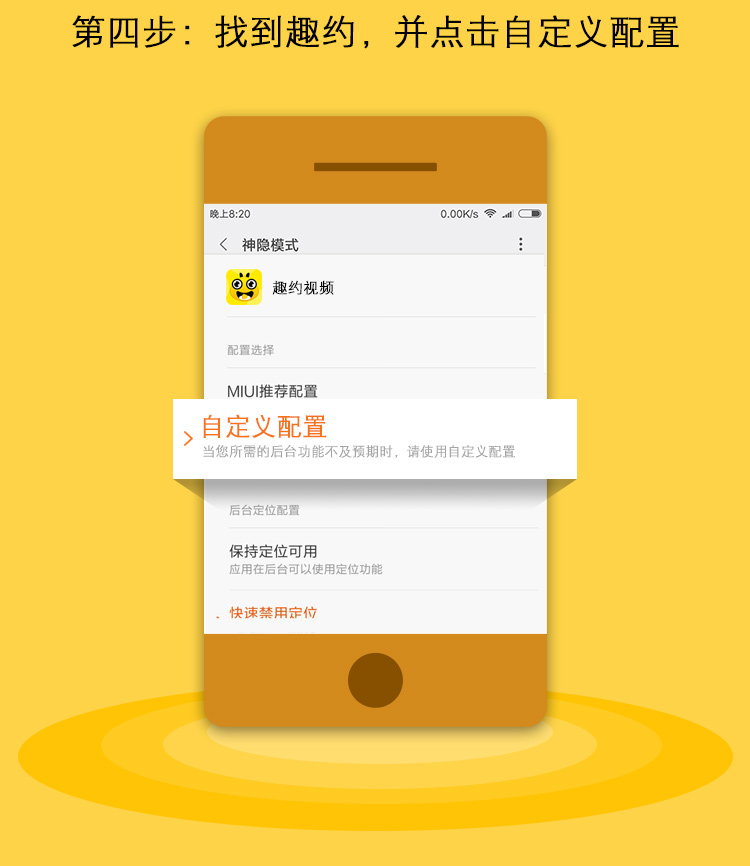 第四步：找到趣约，并点击自定义配置
晚上8:20 0.00K/s
神隐模式
趣约视频
配置选择
MIUI推荐配置
自定义配置
当您所需的后台功能不及预期时，请使用自定义配置
后台定位配置
保持定位可用
应用在后台可以使用定位功能
快速禁用定位